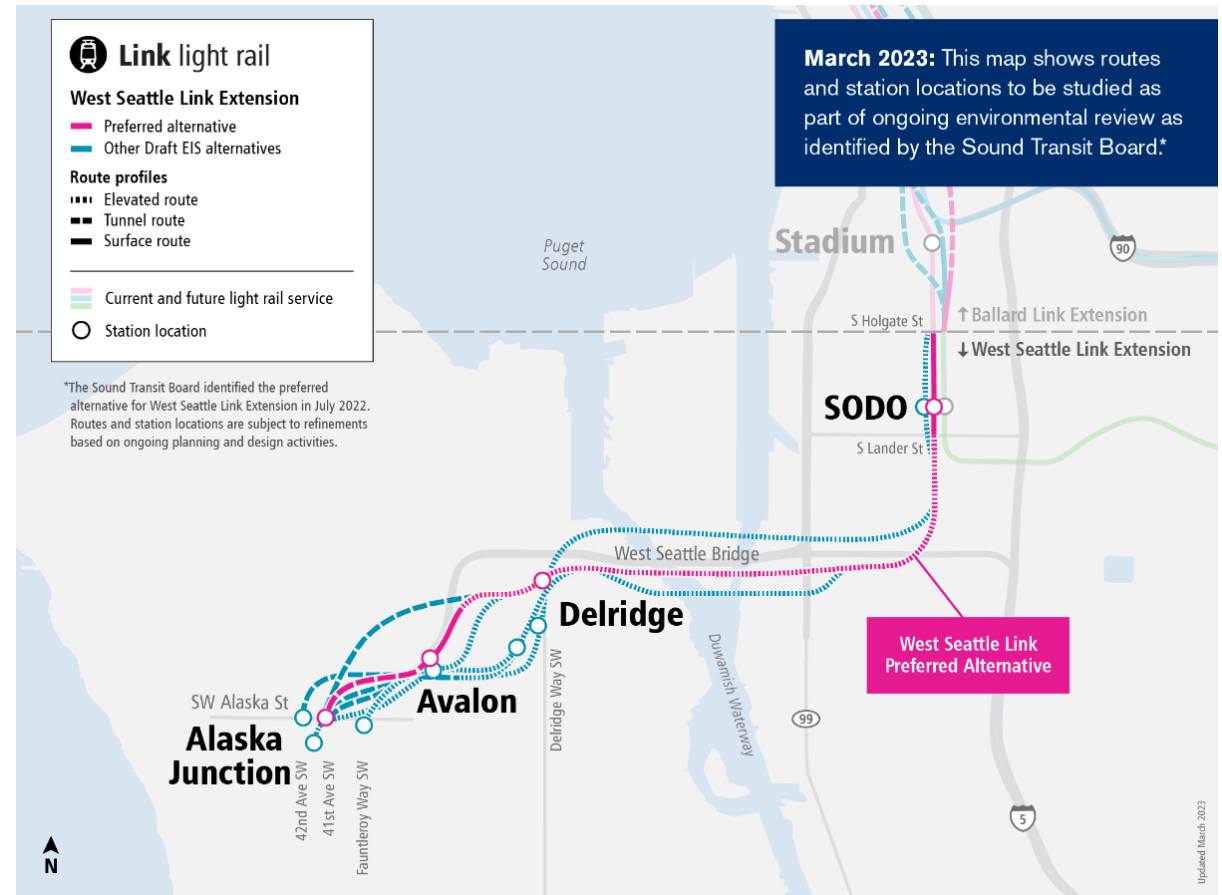 Link light rail
West Seattle Link Extension
Preferred alternative
Other Draft EIS alternatives
Route profiles
Elevated route
Tunnel route
Surface route
Current and future light rail service
Station location
*The Sound Transit Board identified the preferred
alternative for West Seattle Link Extension in July 2022.
Routes and station locations are subject to refinements
based on ongoing planning and design activities.
March 2023: This map shows routes
and station locations to be studied as
part of ongoing environmental review as
identified by the Sound Transit Board.*
Puget
Sound
Stadium
90
S Holgate St
↑ Ballard Link Extension
↓ West Seattle Link Extension
SODO
S Lander St
West Seattle Bridge
Delridge
West Seattle Link
Preferred Alternative
Duwamish Waterway
Delridge Way SW
Avalon
SW Alaska St
Alaska
Junction
42nd Ave SW
41st Ave SW
Fauntleroy Way SW
99
5
N
Updated March 2023